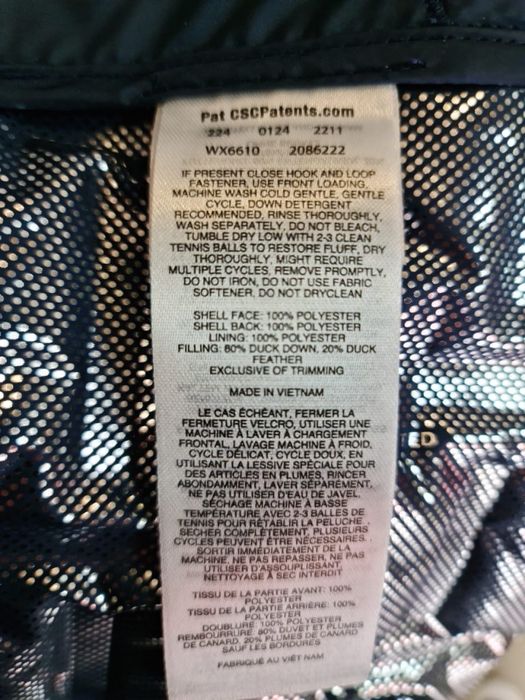 Pat CSCPatents.com
224 0124 2211
WX6610 2086222
IF PRESENT CLOSE HOOK AND LOOP
FASTENER, USE FRONT LOADING,
MACHINE WASH COLD GENTLE, GENTLE
CYCLE, DOWN DETERGENT
RECOMMENDED, RINSE THOROUGHLY,
WASH SEPARATELY, DO NOT BLEACH,
TUMBLE DRY LOW WITH 2-3 CLEAN
TENNIS BALLS TO RESTORE FLUFF, DRY
THOROUGHLY, MIGHT REQUIRE
MULTIPLE CYCLES, REMOVE PROMPTLY,
DO NOT IRON, DO NOT USE FABRIC
SOFTENER, DO NOT DRYCLEAN
SHELL FACE: 100% POLYESTER
SHELL BACK: 100% POLYESTER
LINING: 100% POLYESTER
FILLING: 80% DUCK DOWN, 20% DUCK
FEATHER
EXCLUSIVE OF TRIMMING
MADE IN VIETNAM
LE CAS ÉCHÉANT, FERMER LA
FERMETURE VELCRO, UTILISER UNE
MACHINE À LAVER À CHARGEMENT
FRONTAL, LAVAGE MACHINE À FROID,
CYCLE DÉLICAT, CYCLE DOUX, EN
UTILISANT LA LESSIVE SPÉCIALE POUR
DES ARTICLES EN PLUMES, RINCER
ABONDAMMENT, LAVER SÉPARÉMENT,
NE PAS UTILISER D'EAU DE JAVEL,
SÉCHAGE MACHINE À BASSE
TEMPÉRATURE AVEC 2-3 BALLES DE
TENNIS POUR RÉTABLIR LA PELUCHE,
SECHER COMPLÈTEMENT, PLUSIEURS
CYCLES PEUVENT ÊTRE NÉCESSAIRES,
SORTIR IMMÉDIATEMENT DE LA
MACHINE, NE PAS REPASSER, NE PAS
UTILISER D'ASSOUPLISSANT,
NETTOYAGE À SEC INTERDIT
TISSU DE LA PARTIE AVANT: 100%
POLYESTER
TISSU DE LA PARTIE ARRIÈRE: 100%
POLYESTER
DOUBLURE: 100% POLYESTER
REMBOURRURE: 80% DUVET ET PLUMES
DE CANARD, 20% PLUMES DE CANARD
SAUF LES BORDURES
FABRIQUÉ AU VIÊT NAM
ED